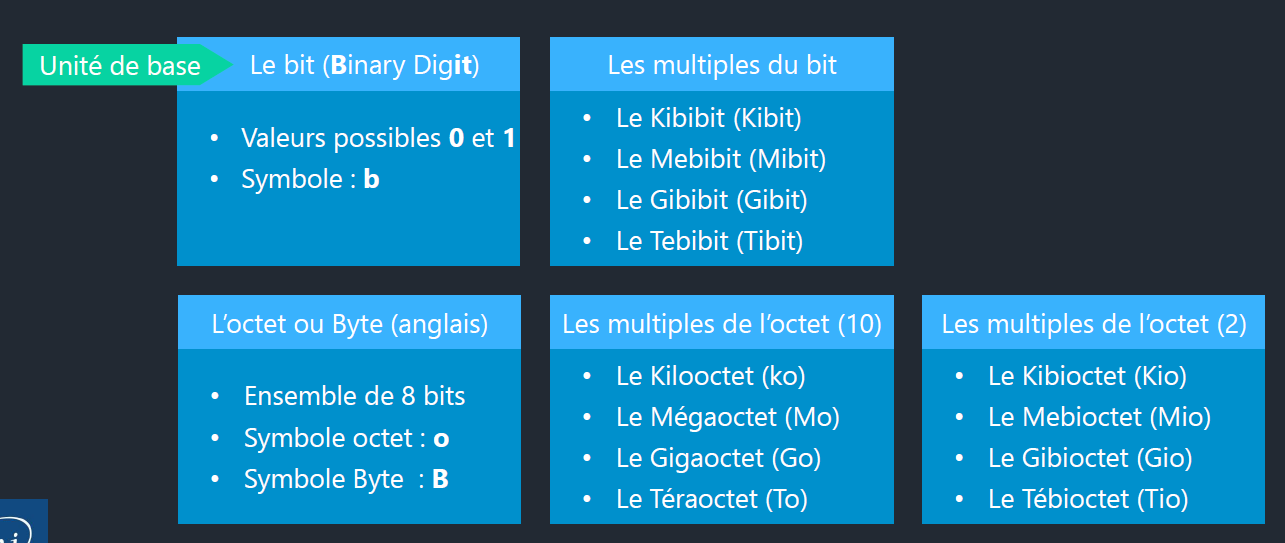 Unité de base
Le bit (Binary Digit)
• Valeurs possibles 0 et 1
• Symbole : b
Les multiples du bit
• Le Kibibit (Kibit)
• Le Mebibit (Mibit)
• Le Gibibit (Gibit)
• Le Tebibit (Tibit)
L’octet ou Byte (anglais)
• Ensemble de 8 bits
• Symbole octet : o
• Symbole Byte : B
Les multiples de l’octet (10)
• Le Kilooctet (ko)
• Le Mégaoctet (Mo)
• Le Gigaoctet (Go)
• Le Téraoctet (To)
Les multiples de l’octet (2)
• Le Kibioctet (Kio)
• Le Mebioctet (Mio)
• Le Gibioctet (Gio)
• Le Tébioctet (Tio)